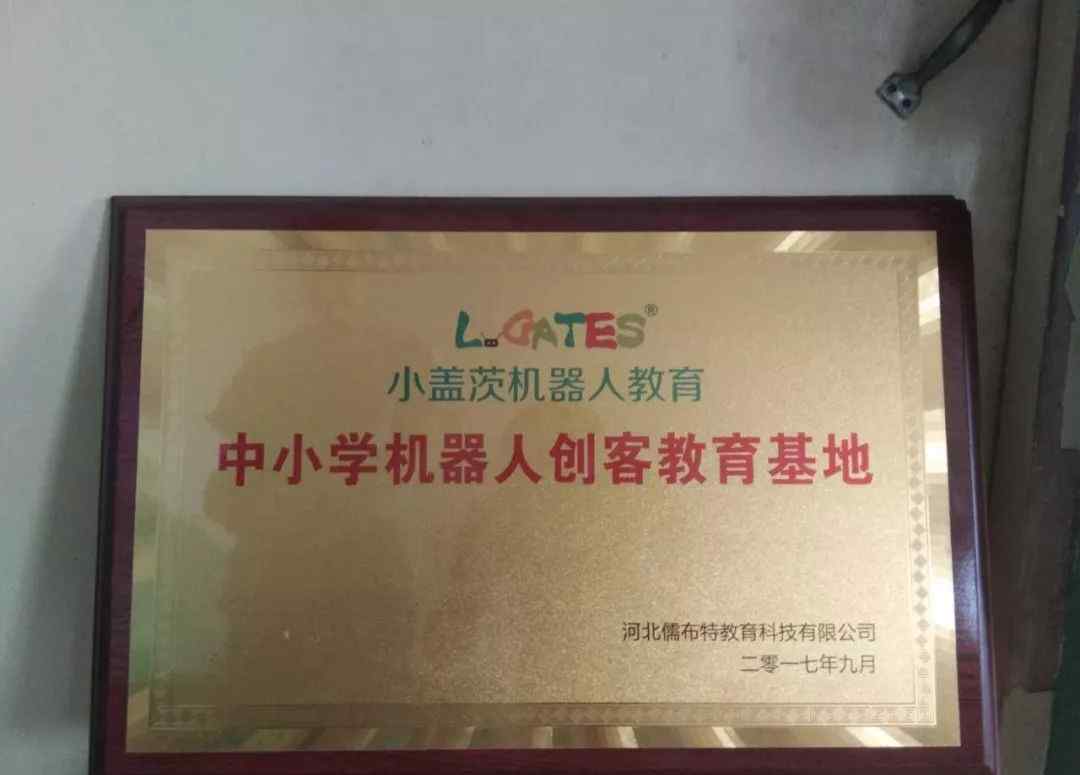 L.GATES®
小盖茨机器人教育
中小学机器人创客教育基地
河北儒布特教育科技有限公司
二零一七年九月